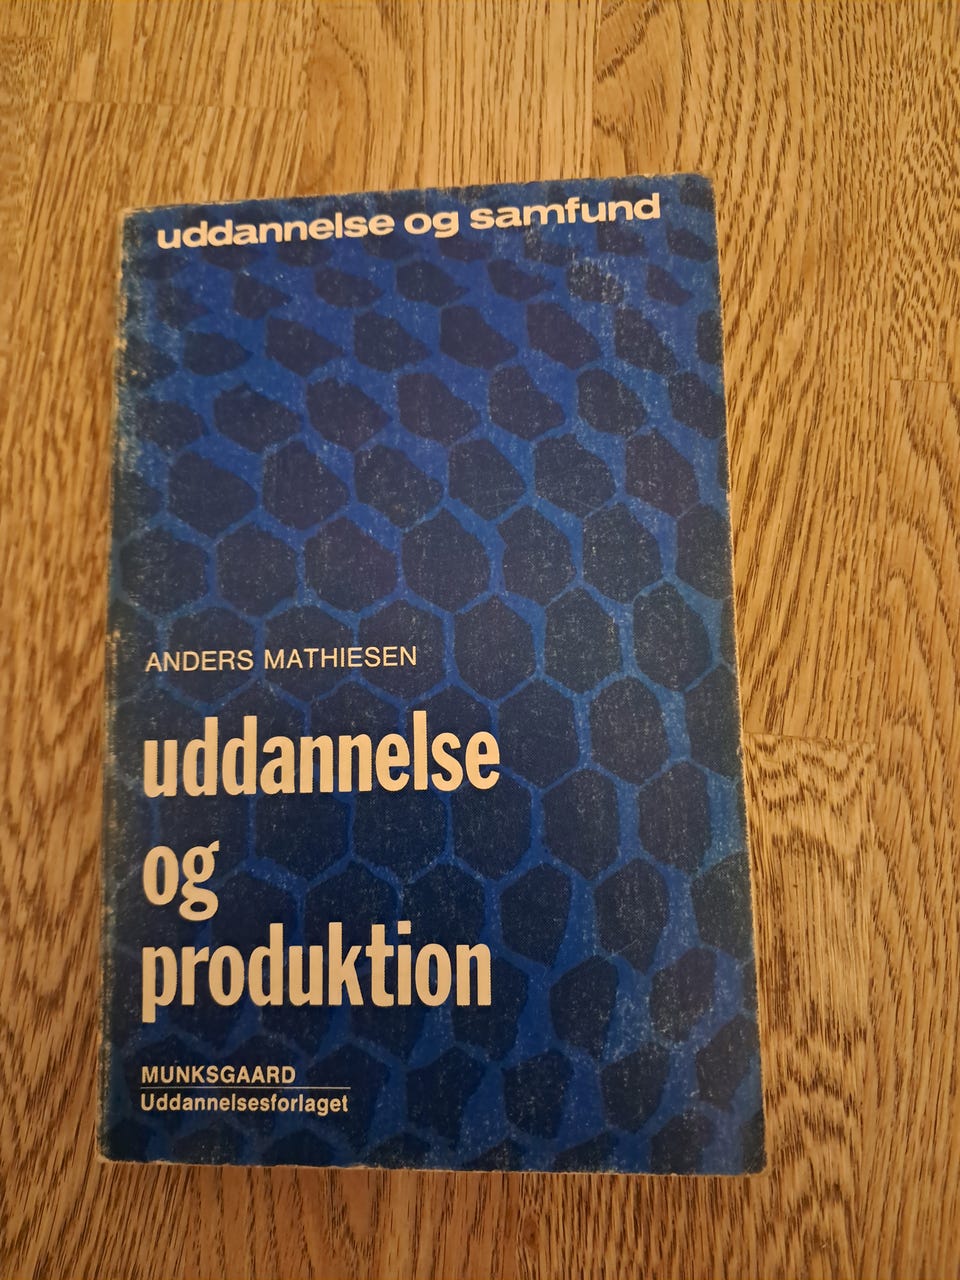 uddannelse og samfund
ANDERS MATHIESEN
uddannelse
og
produktion
MUNKSGAARD
Uddannelsesforlaget